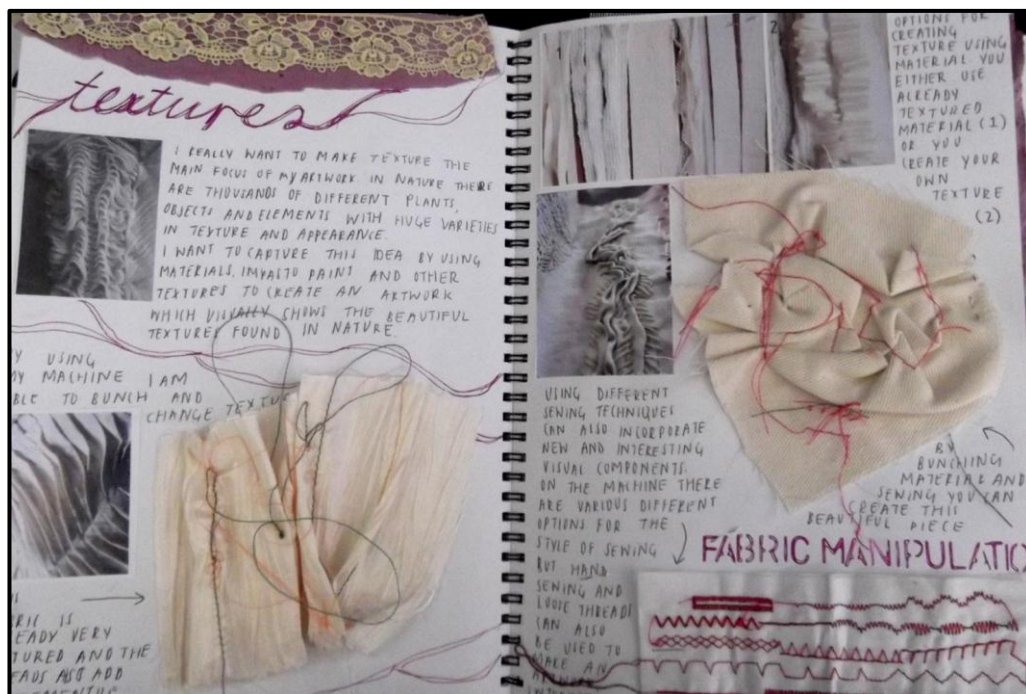 textures
I REALLY WANT TO MAKE TEXTURE THE
MAIN FOCUS OF MY ARTWORK. IN NATURE THERE
ARE THOUSANDS OF DIFFERENT PLANTS,
OBJECTS AND ELEMENTS WITH HUGE VARIETIES
IN TEXTURE AND APPEARANCE.
I WANT TO CAPTURE THIS IDEA BY USING
MATERIALS, IMPASTO PAINT AND OTHER
TEXTURES TO CREATE AN ARTWORK
WHICH VISUALLY SHOWS THE BEAUTIFUL
TEXTURES FOUND IN NATURE.
Y USING
MY MACHINE I AM
BLE TO BUNCH AND
CHANGE TEXTUR
RIC IS
EADY VERY
TURED AND THE
EADS ALSO ADD
1
2
OPTIONS FOR
CREATING
TEXTURE USING
MATERIAL YOU
EITHER USE
ALREADY
TEXTURED
MATERIAL (1)
OR YOU
CREATE YOUR
OWN
TEXTURE
(2)
USING DIFFERENT
SEWING TECHNIQUES
CAN ALSO INCORPORATE
NEW AND INTERESTING
VISUAL COMPONENTS.
ON THE MACHINE THERE
ARE VARIOUS DIFFERENT
OPTIONS FOR THE
STYLE OF SEWING
BUT HAND
SEWING AND
LOOSE THREADS
CAN ALSO
BE USED TO
MAKE AN
BY
BUNCHING
MATERIAL AND
SEWING YOU CAN
CREATE THIS
BEAUTIFUL PIECE
FABRIC MANIPULATIO